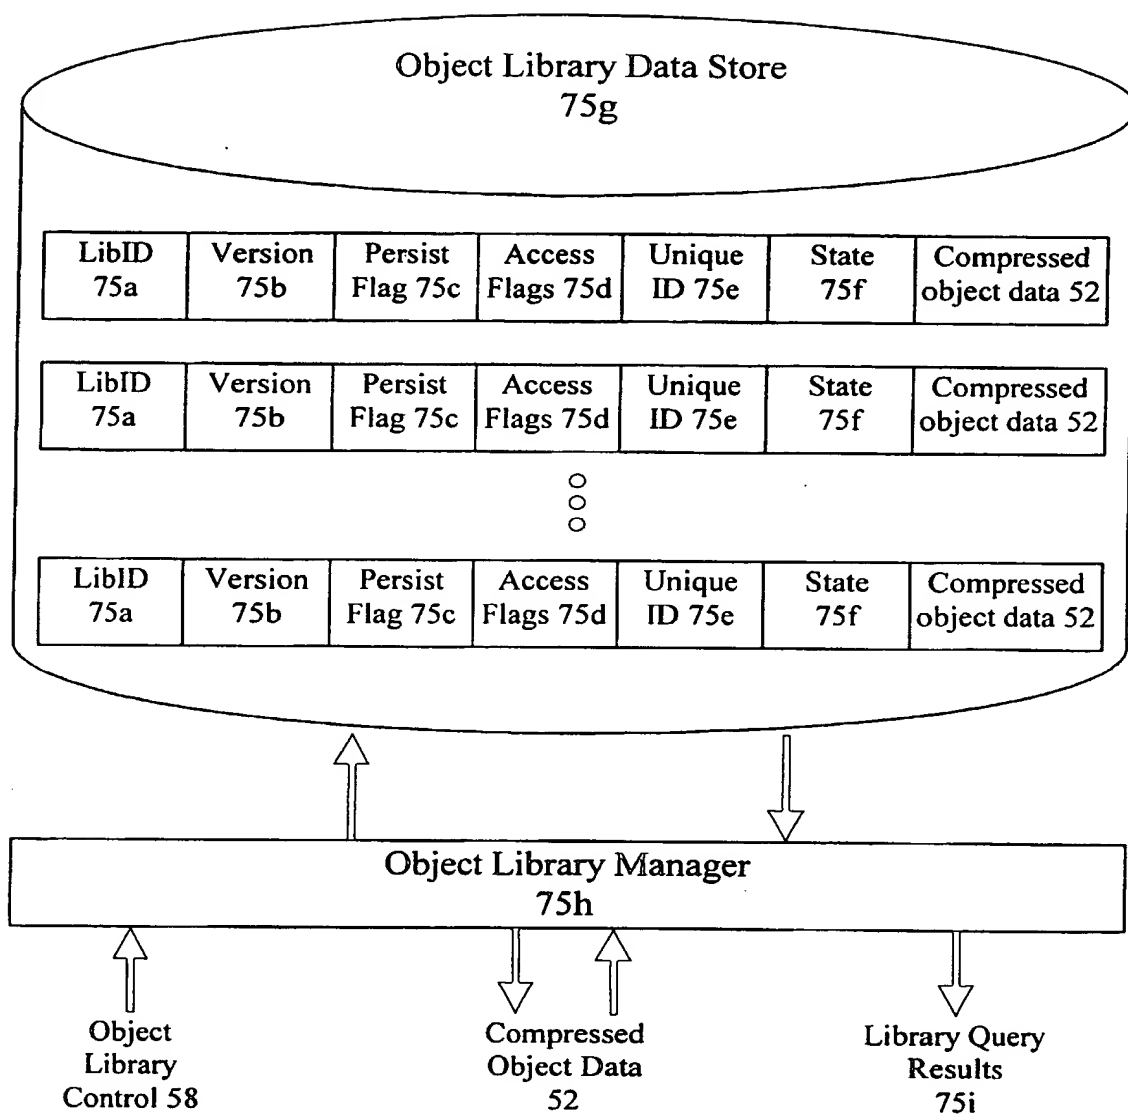 Object Library Data Store
75g
LibID
75a
Version
75b
Persist
Flag 75c
Access
Flags 75d
Unique
ID 75e
State
75f
Compressed
object data 52
LibID
75a
Version
75b
Persist
Flag 75c
Access
Flags 75d
Unique
ID 75e
State
75f
Compressed
object data 52
LibID
75a
Version
75b
Persist
Flag 75c
Access
Flags 75d
Unique
ID 75e
State
75f
Compressed
object data 52
Object Library Manager
75h
Object
Library
Control 58
Compressed
Object Data
52
Library Query
Results
75i